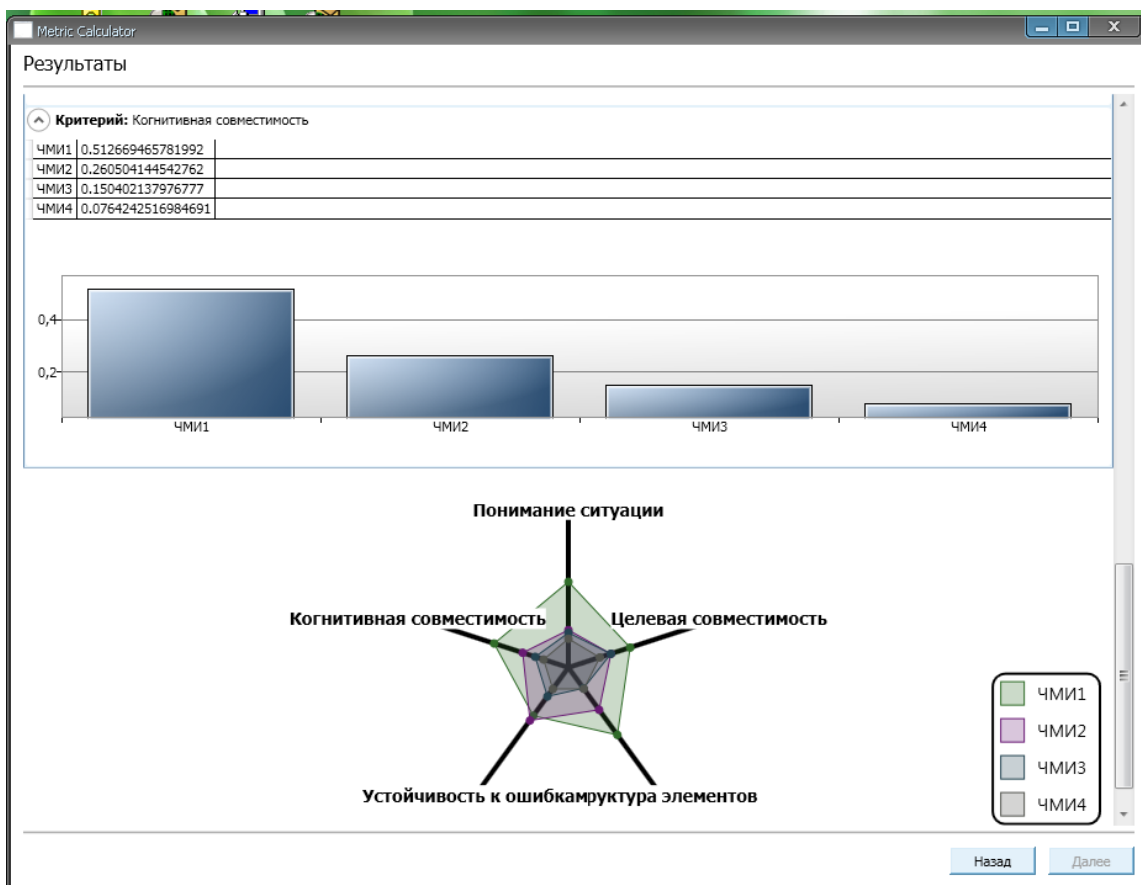 Metric Calculator
Результаты
Критерий: Когнитивная совместимость
ЧМИ1 0.512669465781992
ЧМИ2 0.260504144542762
ЧМИ3 0.150402137976777
ЧМИ4 0.0764242516984691
0,4
0,2
ЧМИ1 ЧМИ2 ЧМИ3 ЧМИ4
Понимание ситуации
Когнитивная совместимость Целевая совместимость
Устойчивость к ошибкамруктура элементов
ЧМИ1
ЧМИ2
ЧМИ3
ЧМИ4
Назад Далее